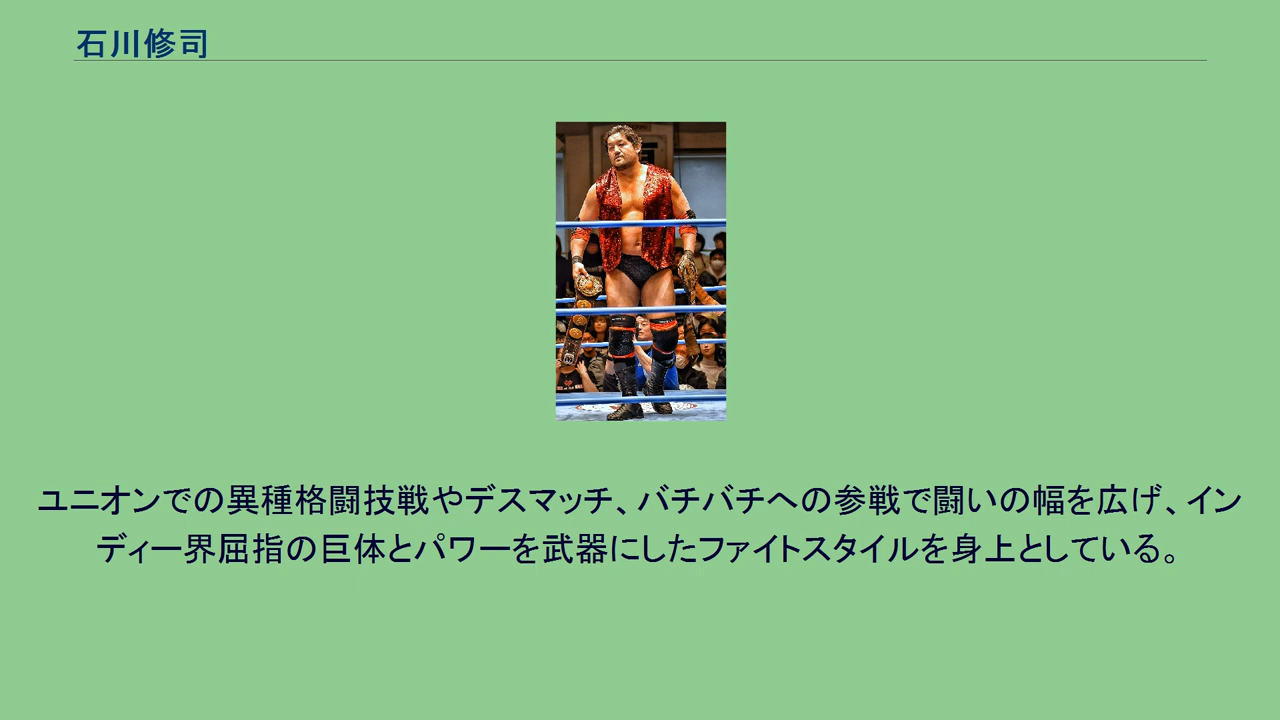 石川修司
ユニオンでの異種格闘技戦やデスマッチ、バチバチへの参戦で闘いの幅を広げ、イン
ディー界屈指の巨体とパワーを武器にしたファイトスタイルを身上としている。